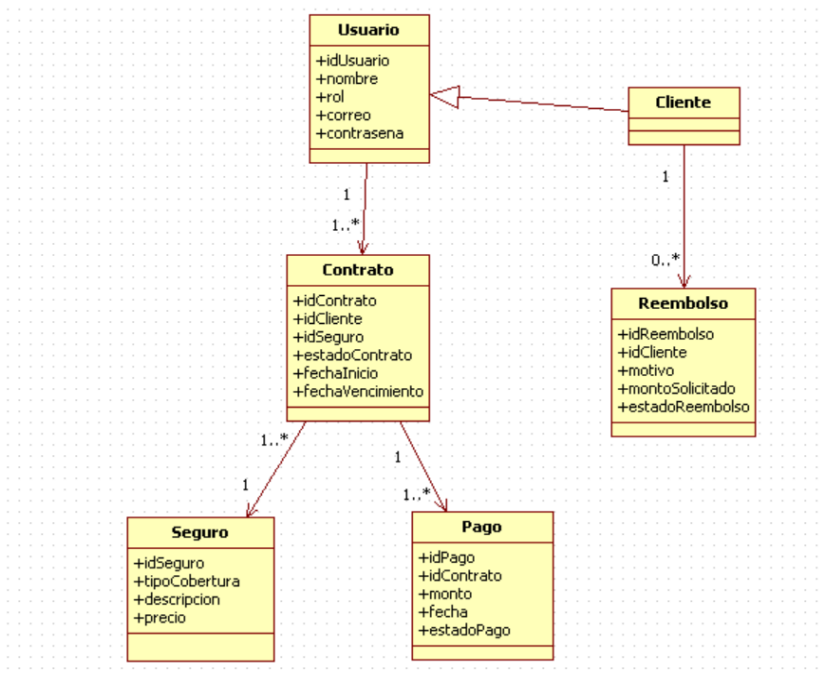 Usuario
+idUsuario
+nombre
+rol
+correo
+contrasena
Cliente
1
1..*
1
0..*
Contrato
+idContrato
+idCliente
+idSeguro
+estadoContrato
+fechaInicio
+fechaVencimiento
Reembolso
+idReembolso
+idCliente
+motivo
+montoSolicitado
+estadoReembolso
1..*
1
1
1..*
Seguro
+idSeguro
+tipoCobertura
+descripcion
+precio
Pago
+idPago
+idContrato
+monto
+fecha
+estadoPago